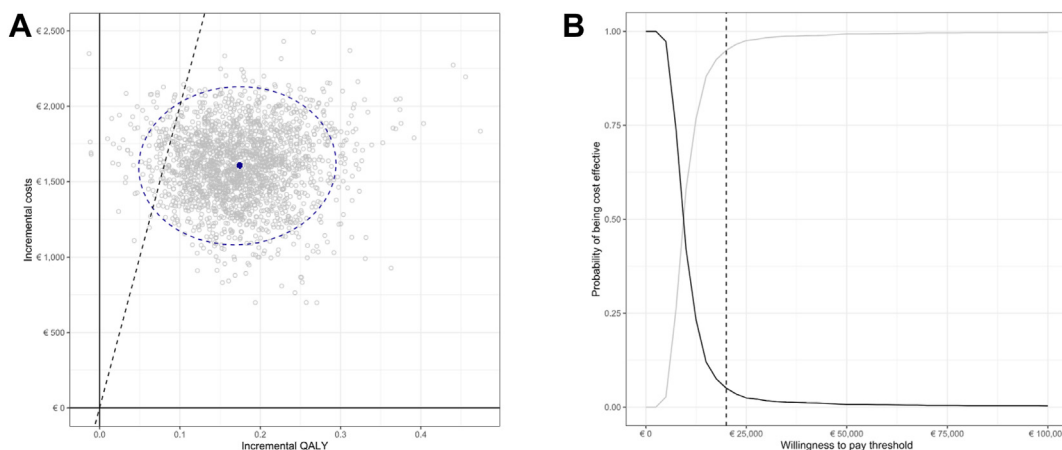 A
€ 2,500
€ 2,000
€ 1,500
€ 1,000
€ 500
€ 0
Incremental costs
0.0 0.1 0.2 0.3 0.4
Incremental QALY
B
1.00
0.75
0.50
0.25
0.00
Probability of being cost effective
€ 0 € 25,000 € 50,000 € 75,000 € 100,000
Willingness to pay threshold